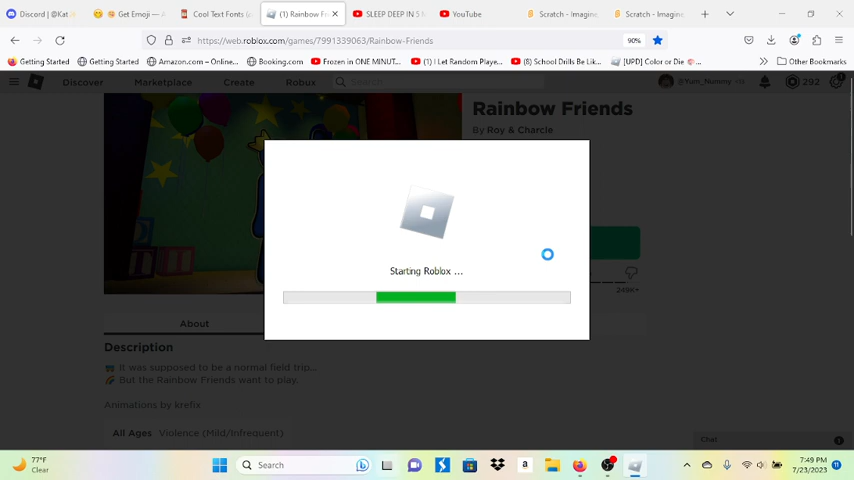 Discord | @Kat
Get Emoji —
Cool Text Fonts (
(1) Rainbow Fr
SLEEP DEEP IN 5 M
YouTube
Scratch - Imagine,
Scratch - Imagine,
https://web.roblox.com/games/7991339063/Rainbow-Friends
90%
Getting Started
Getting Started
Amazon.com – Online...
Booking.com
Frozen in ONE MINUT...
(1) I Let Random Playe...
(8) School Drills Be Lik...
[UPD] Color or Die
Other Bookmarks
Discover
Marketplace
Create
Robux
Search
292
Rainbow Friends
By Roy & Charcle
Starting Roblox ...
249K+
About
Description
It was supposed to be a normal field trip...
But the Rainbow Friends want to play.
Animations by krefix
All Ages Violence (Mild/Infrequent)
Chat
77°F
Clear
Search
7:49 PM
7/23/2023